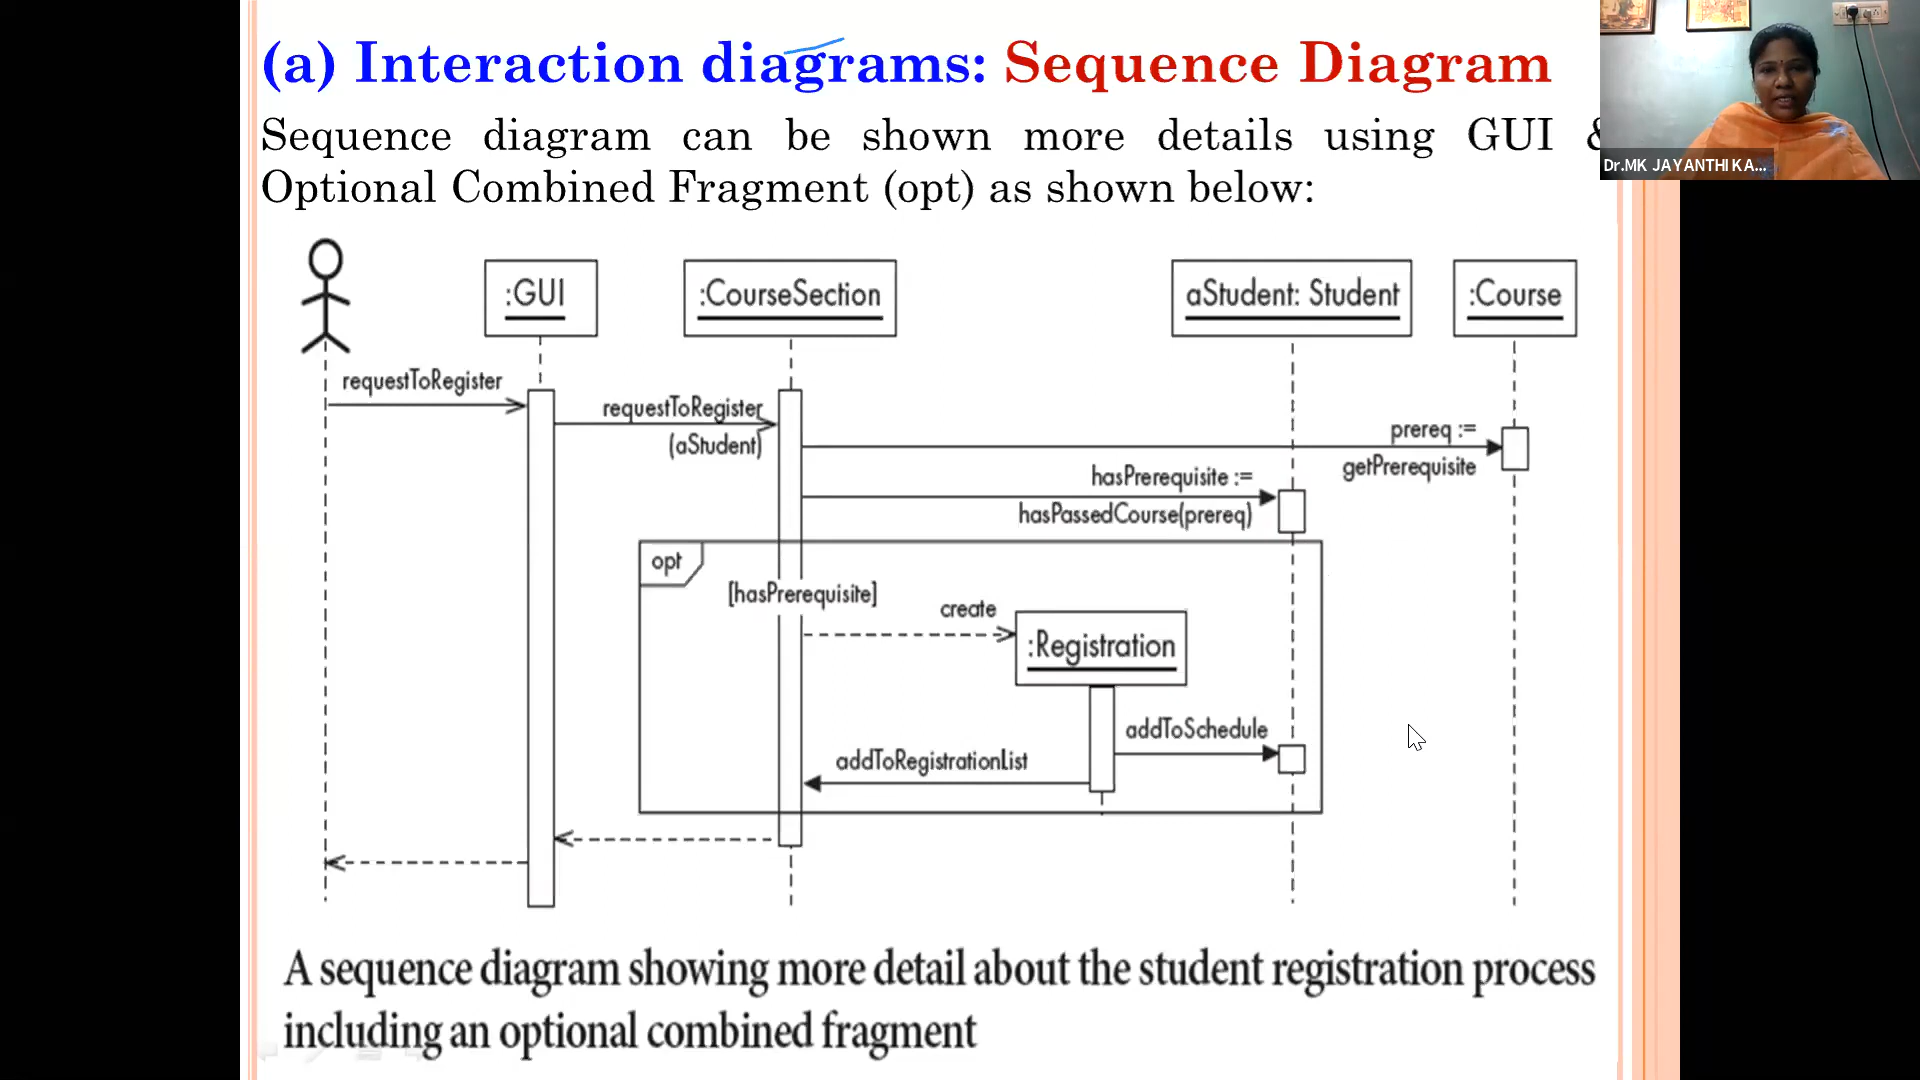 (a) Interaction diagrams: Sequence Diagram
Sequence diagram can be shown more details using GUI &
Optional Combined Fragment (opt) as shown below:
Dr.MK JAYANTHI KA...
:GUI
:CourseSection
aStudent: Student
:Course
requestToRegister
requestToRegister
(aStudent)
prereq :=
getPrerequisite
hasPrerequisite :=
hasPassedCourse(prereq)
opt
[hasPrerequisite]
create
:Registration
addToSchedule
addToRegistrationList
A sequence diagram showing more detail about the student registration process
including an optional combined fragment